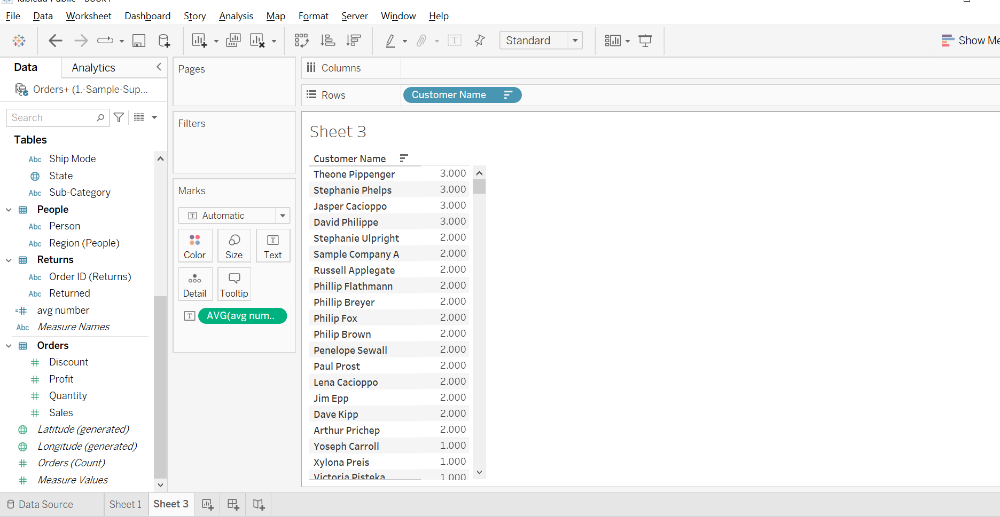 File Data Worksheet Dashboard Story Analysis Map Format Server Window Help
Standard
Show Me
Data Analytics
Orders+ (1.-Sample-Sup...
Search
Tables
Abc Ship Mode
State
Abc Sub-Category
People
Abc Person
Abc Region (People)
Returns
Abc Order ID (Returns)
Abc Returned
=# avg number
Abc Measure Names
Orders
# Discount
# Profit
# Quantity
# Sales
Latitude (generated)
Longitude (generated)
# Orders (Count)
# Measure Values
Pages
Filters
Marks
T Automatic
Color Size T Text
Detail Tooltip
T AVG(avg num..
Columns
Rows Customer Name
Sheet 3
Customer Name
Theone Pippenger 3.000
Stephanie Phelps 3.000
Jasper Cacioppo 3.000
David Philippe 3.000
Stephanie Ulpright 2.000
Sample Company A 2.000
Russell Applegate 2.000
Phillip Flathmann 2.000
Phillip Breyer 2.000
Philip Fox 2.000
Philip Brown 2.000
Penelope Sewall 2.000
Paul Prost 2.000
Lena Cacioppo 2.000
Jim Epp 2.000
Dave Kipp 2.000
Arthur Prichep 2.000
Yoseph Carroll 1.000
Xylona Preis 1.000
Victoria Pisteka 1.000
Data Source Sheet 1 Sheet 3